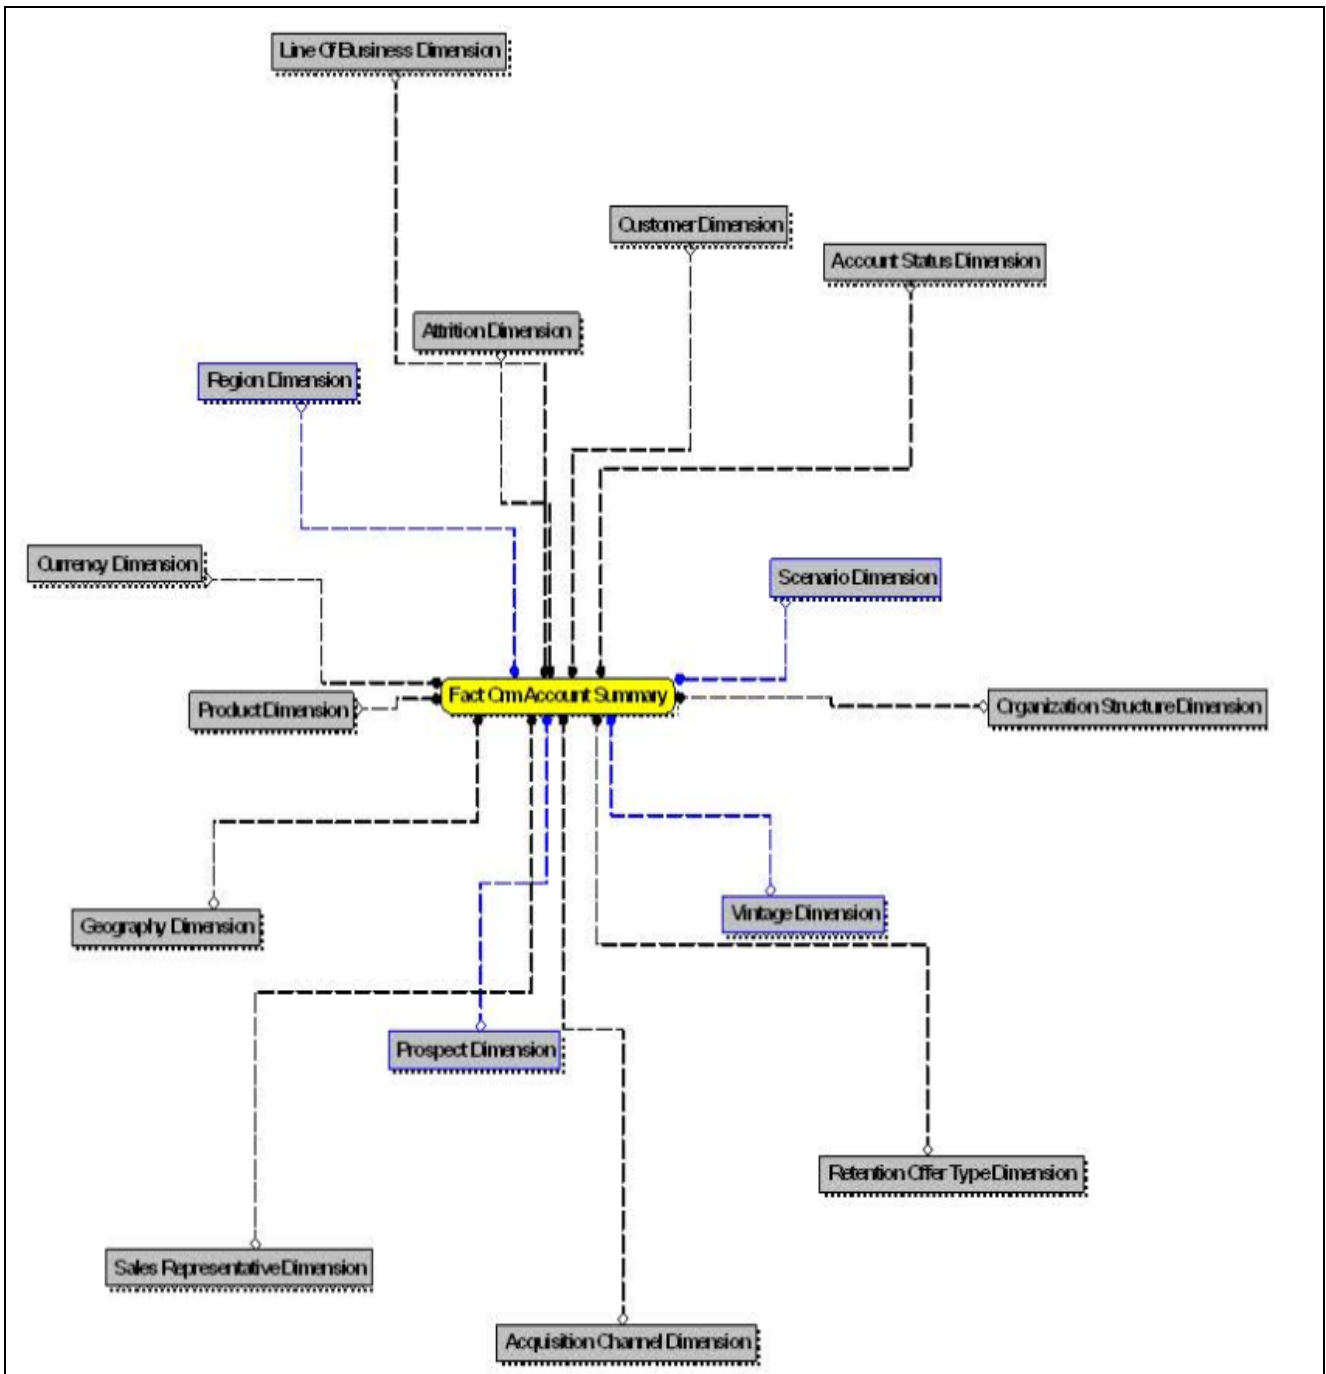 Line Of Business Dimension
Customer Dimension
Account Status Dimension
Attrition Dimension
Region Dimension
Currency Dimension
Scenario Dimension
Fact Crm Account Summary
Product Dimension
Organization Structure Dimension
Geography Dimension
Vintage Dimension
Prospect Dimension
Retention Offer Type Dimension
Sales Representative Dimension
Acquisition Channel Dimension